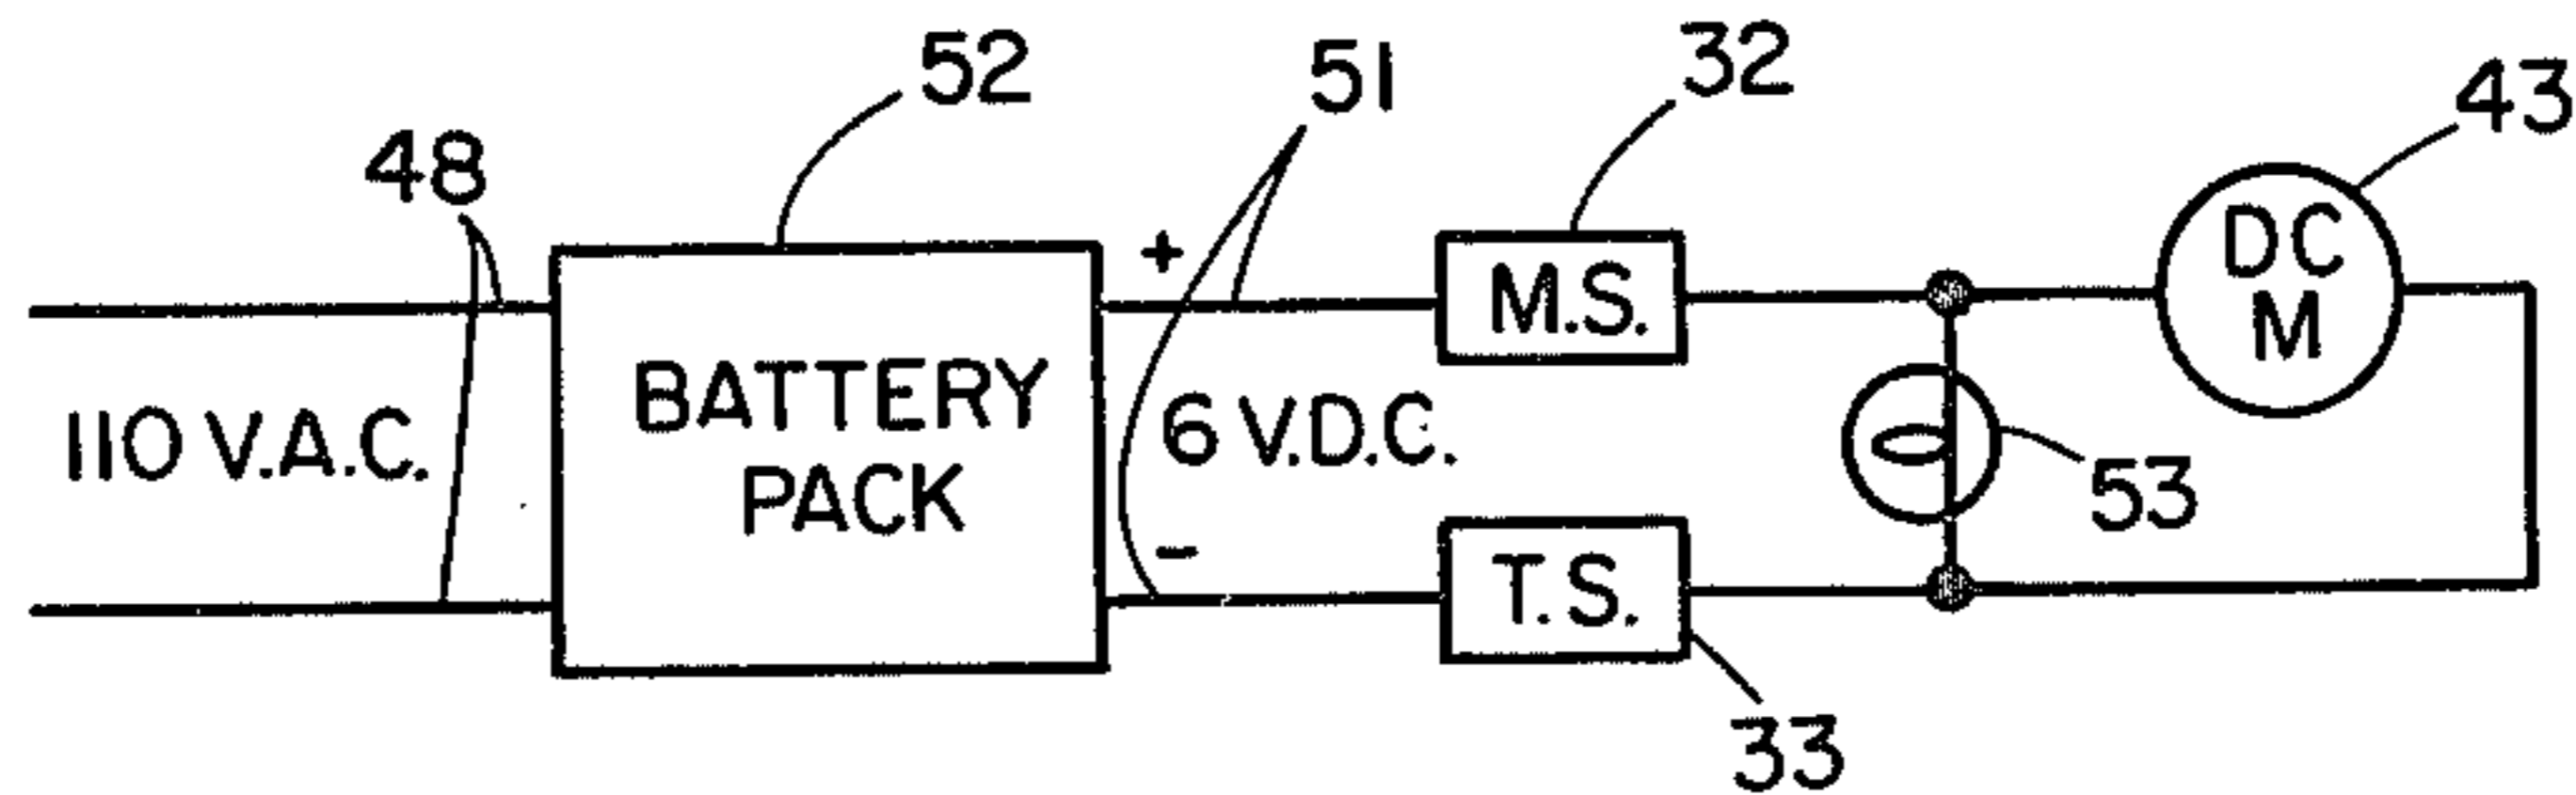 52
51
32
43
48
+
M.S.
DC
M
110 V.A.C.
BATTERY
PACK
6 V.D.C.
53
-
T.S.
33